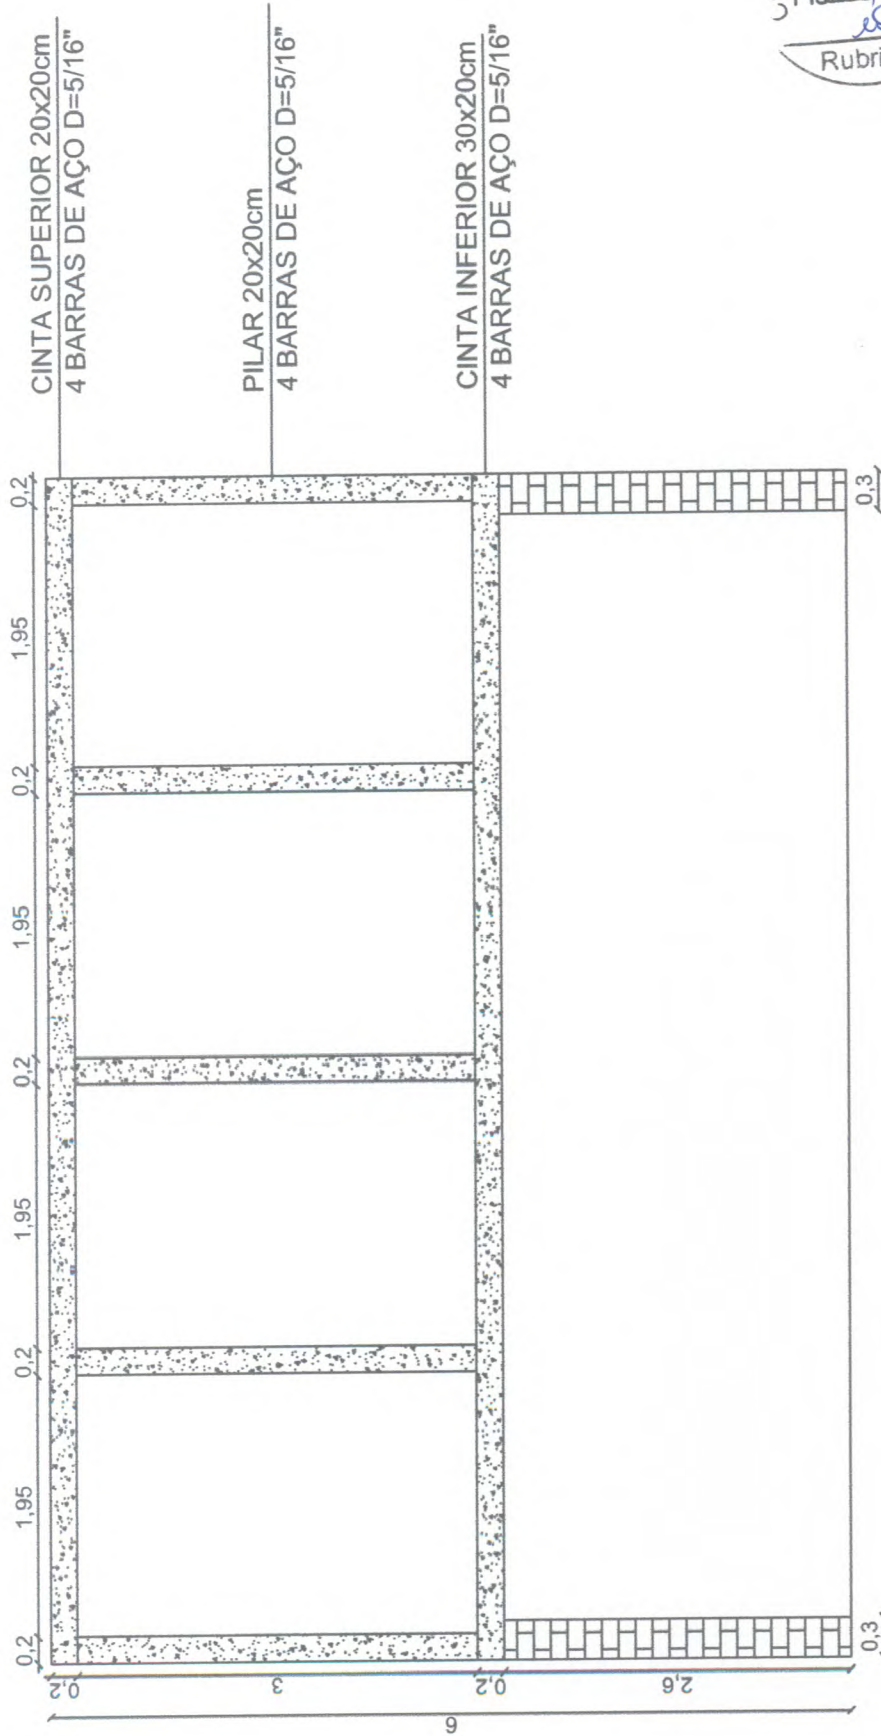 CINTA SUPERIOR 20x20cm
4 BARRAS DE AÇO D=5/16"
PILAR 20x20cm
4 BARRAS DE AÇO D=5/16"
CINTA INFERIOR 30x20cm
4 BARRAS DE AÇO D=5/16"
0,2
1,95
0,2
1,95
0,2
1,95
0,2
1,95
0,2
0,2
3
0,2
2,6
6
0,3
0,3
Rubri